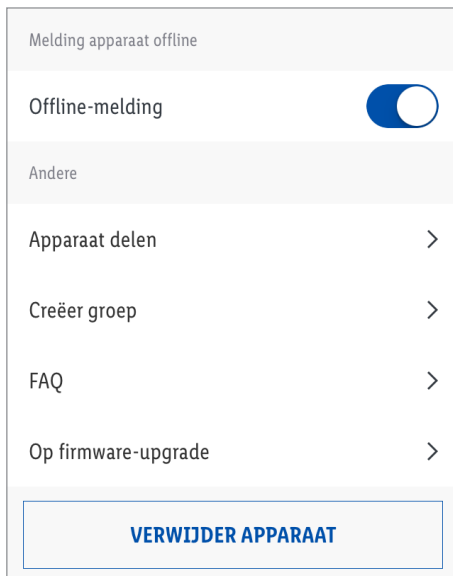 Melding apparaat offline
Offline-melding
Andere
Apparaat delen
Creëer groep
FAQ
Op firmware-upgrade
VERWIJDER APPARAAT